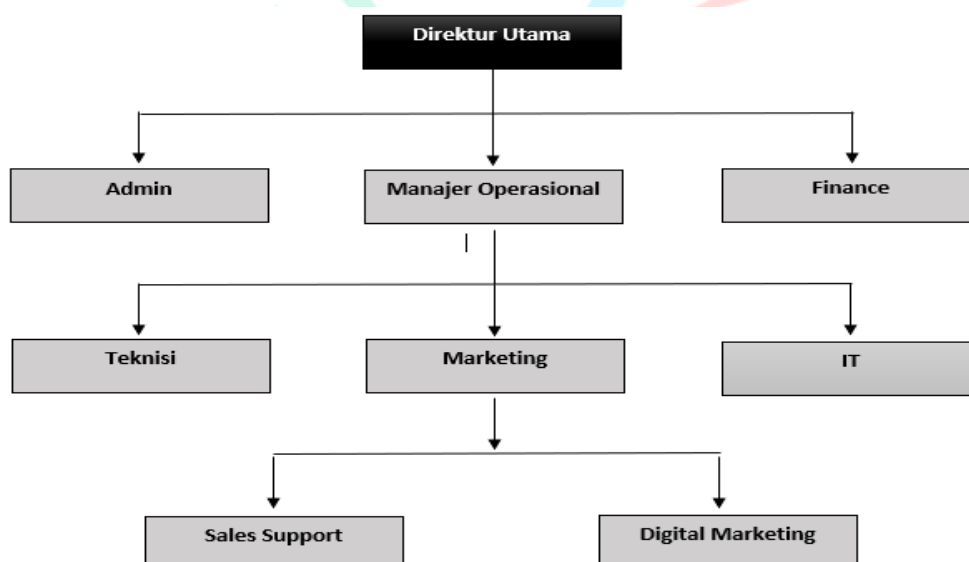 Direktur Utama
Admin
Manajer Operasional
Finance
Teknisi
Marketing
IT
Sales Support
Digital Marketing